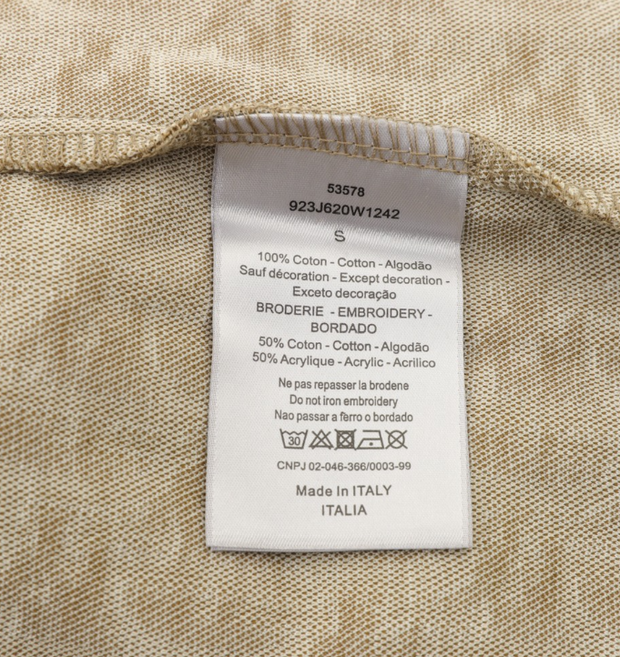 53578
923J620W1242
S
100% Coton - Cotton - Algodão
Sauf décoration - Except decoration -
Exceto decoração
BRODERIE - EMBROIDERY -
BORDADO
50% Coton - Cotton - Algodão
50% Acrylique - Acrylic - Acrilico
Ne pas repasser la brodene
Do not iron embroidery
Nao passar a ferro o bordado
30
CNPJ 02-046-366/0003-99
Made In ITALY
ITALIA